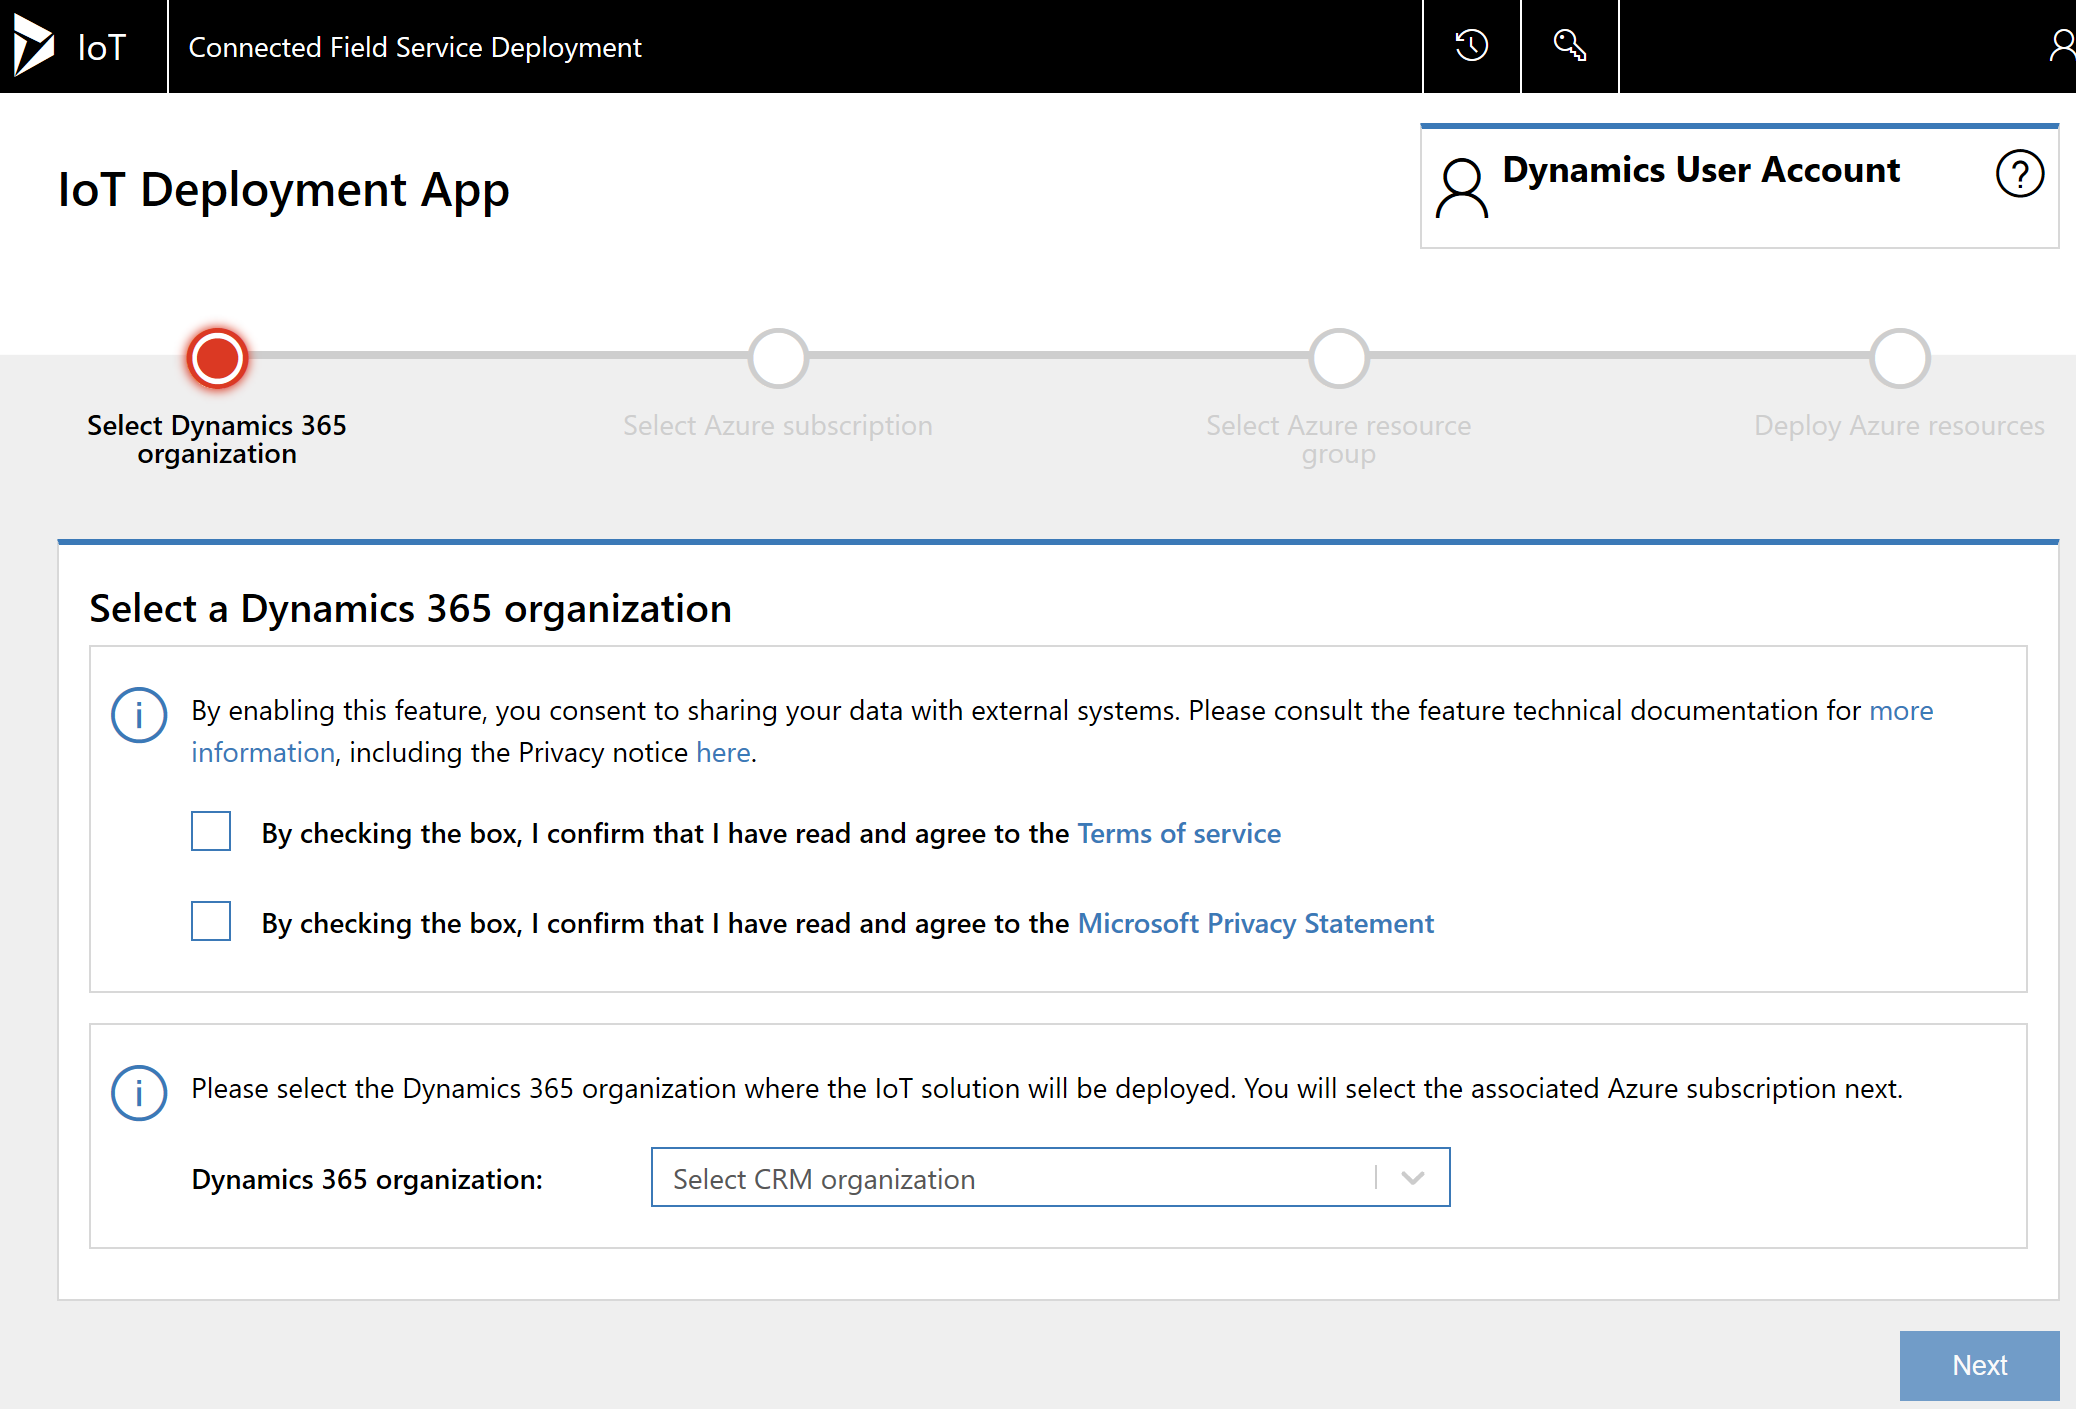 IoT
Connected Field Service Deployment
IoT Deployment App
Dynamics User Account
?
Select Dynamics 365
organization
Select Azure subscription
Select Azure resource
group
Deploy Azure resources
Select a Dynamics 365 organization
i
By enabling this feature, you consent to sharing your data with external systems. Please consult the feature technical documentation for more
information, including the Privacy notice here.
By checking the box, I confirm that I have read and agree to the Terms of service
By checking the box, I confirm that I have read and agree to the Microsoft Privacy Statement
i
Please select the Dynamics 365 organization where the IoT solution will be deployed. You will select the associated Azure subscription next.
Dynamics 365 organization:
Select CRM organization
Next